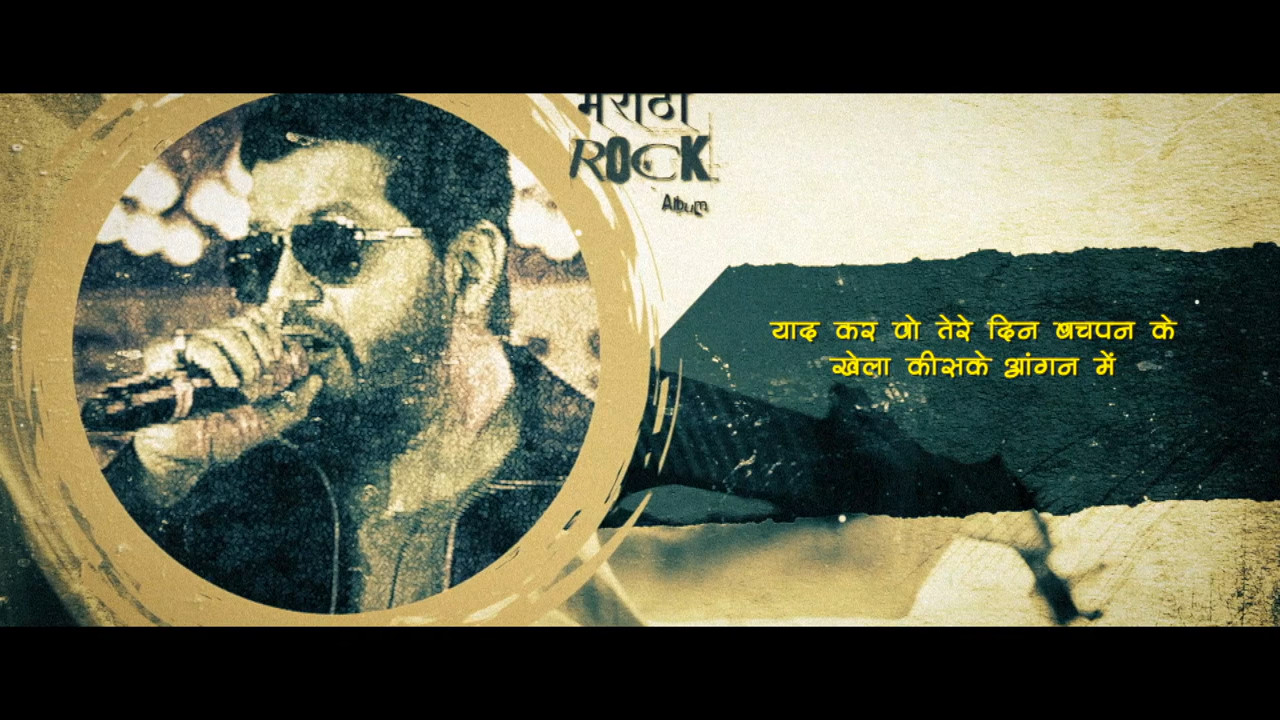 मराठी
ROCK
Album
याद कर वो तेरे दिन बचपन के
खेला कीसके आंगन में